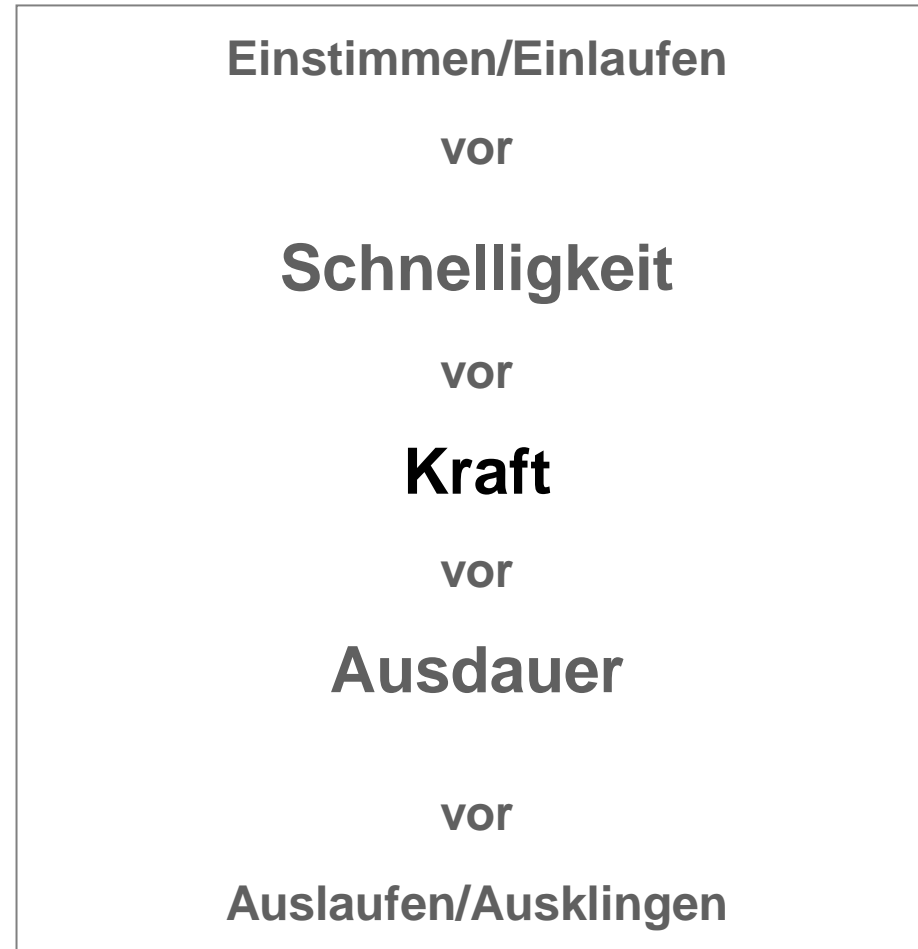 Einstimmen/Einlaufen
vor
Schnelligkeit
vor
Kraft
vor
Ausdauer
vor
Auslaufen/Ausklingen